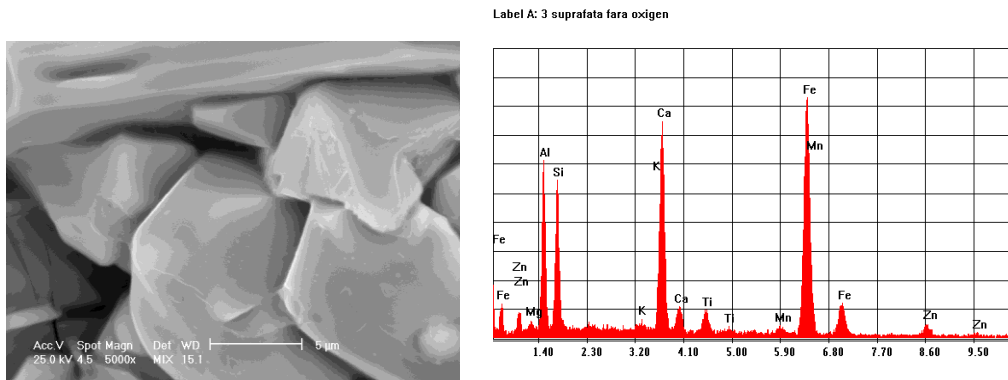 Label A: 3 suprafata fara oxigen
Fe
Ca
Mn
Al
K
Si
Fe
Zn
Zn
Fe
Mg
K
Ca
Ti
Ti
Mn
Fe
Zn
Zn
1.40 2.30 3.20 4.10 5.00 5.90 6.80 7.70 8.60 9.50
Acc.V Spot Magn Det WD 5 µm
25.0 kV 4.5 5000x MIX 15.1